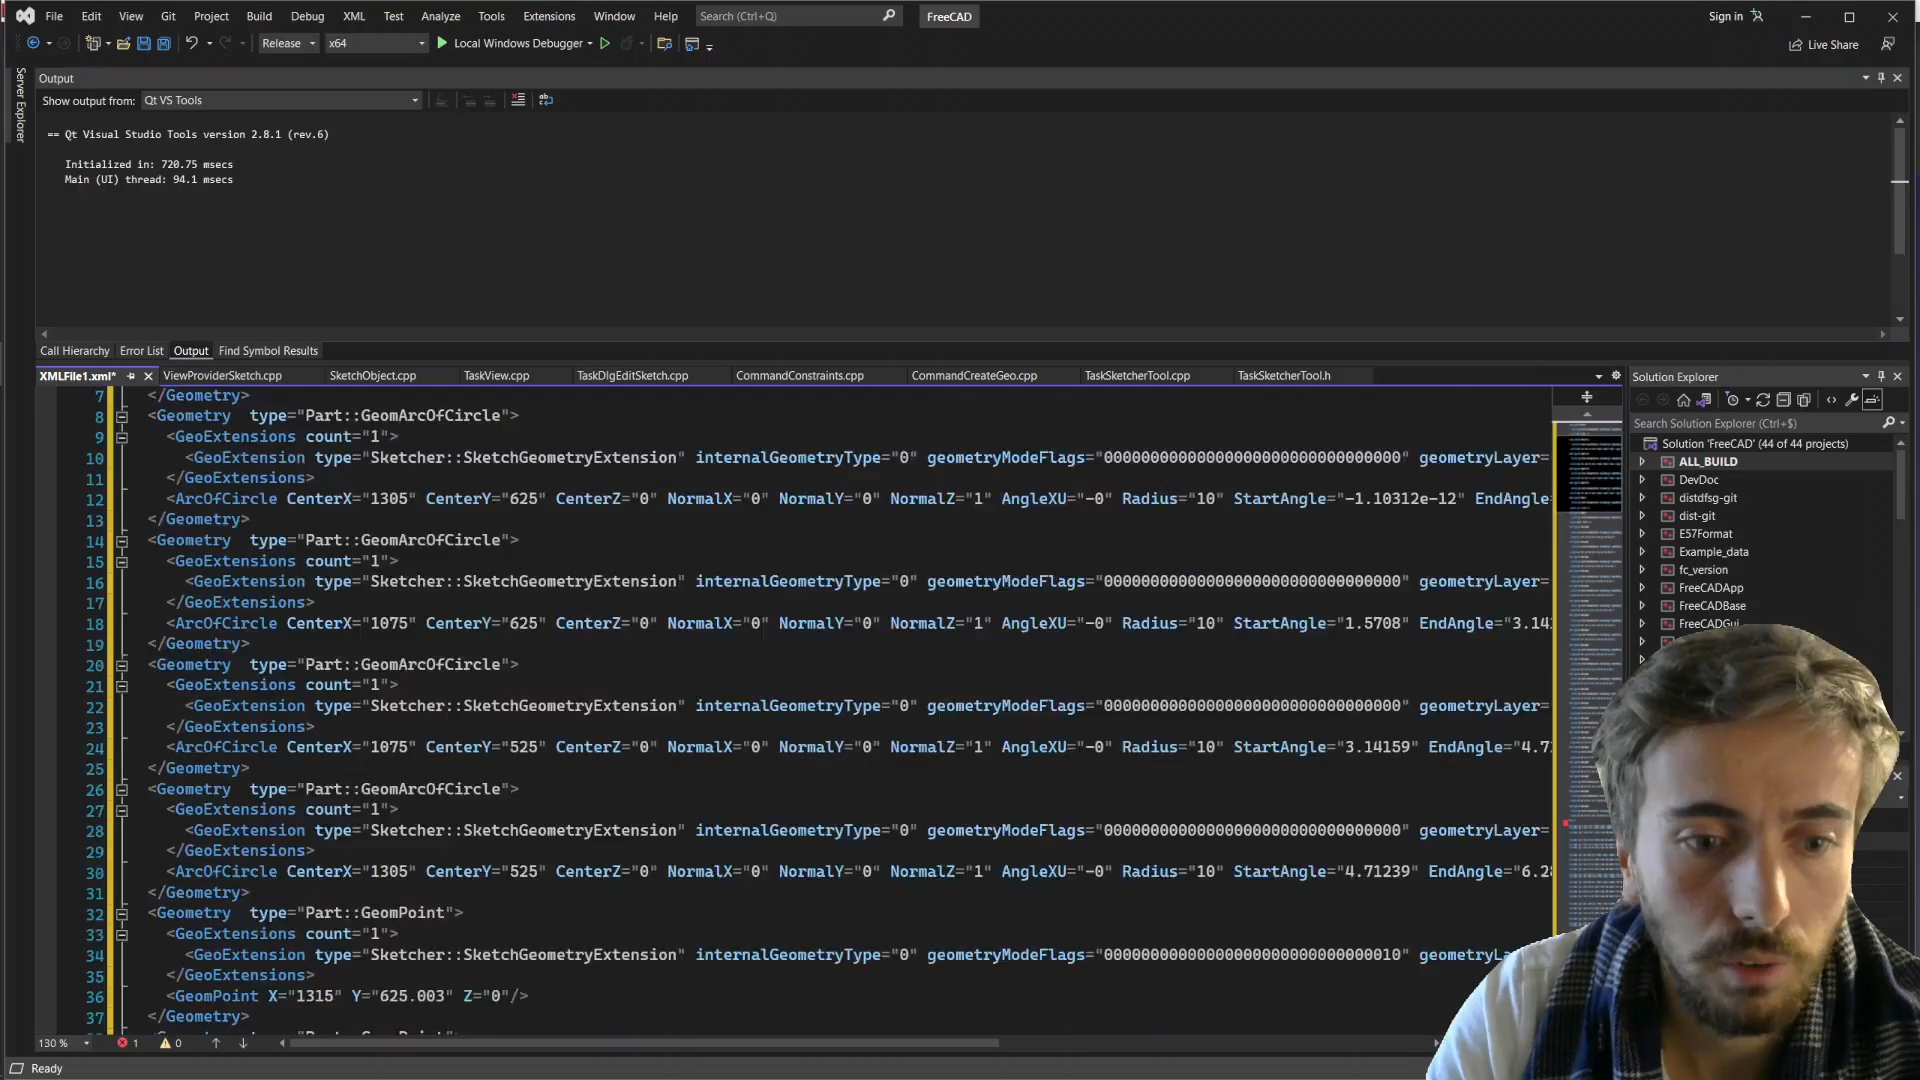 File Edit View Git Project Build Debug XML Test Analyze Tools Extensions Window Help Search (Ctrl+Q) FreeCAD Sign in
Release x64 Local Windows Debugger Live Share
Server Explorer
Output
Show output from: Qt VS Tools
== Qt Visual Studio Tools version 2.8.1 (rev.6)
Initialized in: 720.75 msecs
Main (UI) thread: 94.1 msecs
Call Hierarchy Error List Output Find Symbol Results
XMLFile1.xml* ViewProviderSketch.cpp SketchObject.cpp TaskView.cpp TaskDlgEditSketch.cpp CommandConstraints.cpp CommandCreateGeo.cpp TaskSketcherTool.cpp TaskSketcherTool.h
7 </Geometry>
8 <Geometry type="Part::GeomArcOfCircle">
9 <GeoExtensions count="1">
10 <GeoExtension type="Sketcher::SketchGeometryExtension" internalGeometryType="0" geometryModeFlags="00000000000000000000000000000000" geometryLayer=
11 </GeoExtensions>
12 <ArcOfCircle CenterX="1305" CenterY="625" CenterZ="0" NormalX="0" NormalY="0" NormalZ="1" AngleXU="-0" Radius="10" StartAngle="-1.10312e-12" EndAngle=
13 </Geometry>
14 <Geometry type="Part::GeomArcOfCircle">
15 <GeoExtensions count="1">
16 <GeoExtension type="Sketcher::SketchGeometryExtension" internalGeometryType="0" geometryModeFlags="00000000000000000000000000000000" geometryLayer=
17 </GeoExtensions>
18 <ArcOfCircle CenterX="1075" CenterY="625" CenterZ="0" NormalX="0" NormalY="0" NormalZ="1" AngleXU="-0" Radius="10" StartAngle="1.5708" EndAngle="3.14
19 </Geometry>
20 <Geometry type="Part::GeomArcOfCircle">
21 <GeoExtensions count="1">
22 <GeoExtension type="Sketcher::SketchGeometryExtension" internalGeometryType="0" geometryModeFlags="00000000000000000000000000000000" geometryLayer=
23 </GeoExtensions>
24 <ArcOfCircle CenterX="1075" CenterY="525" CenterZ="0" NormalX="0" NormalY="0" NormalZ="1" AngleXU="-0" Radius="10" StartAngle="3.14159" EndAngle="4.7
25 </Geometry>
26 <Geometry type="Part::GeomArcOfCircle">
27 <GeoExtensions count="1">
28 <GeoExtension type="Sketcher::SketchGeometryExtension" internalGeometryType="0" geometryModeFlags="00000000000000000000000000000000" geometryLayer=
29 </GeoExtensions>
30 <ArcOfCircle CenterX="1305" CenterY="525" CenterZ="0" NormalX="0" NormalY="0" NormalZ="1" AngleXU="-0" Radius="10" StartAngle="4.71239" EndAngle="6.28
31 </Geometry>
32 <Geometry type="Part::GeomPoint">
33 <GeoExtensions count="1">
34 <GeoExtension type="Sketcher::SketchGeometryExtension" internalGeometryType="0" geometryModeFlags="00000000000000000000000000000010" geometryLa
35 </GeoExtensions>
36 <GeomPoint X="1315" Y="625.003" Z="0"/>
37 </Geometry>
130 % 1 0
Ready
Solution Explorer
Search Solution Explorer (Ctrl+$)
Solution 'FreeCAD' (44 of 44 projects)
ALL_BUILD
DevDoc
distdfsg-git
dist-git
E57Format
Example_data
fc_version
FreeCADApp
FreeCADBase
FreeCADGui